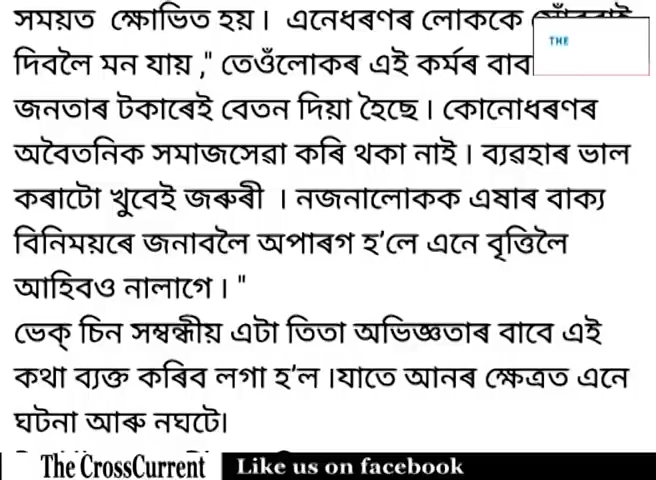 সময়ত ক্ষোভিত হয়। এনেধৰণৰ লোককে
THE
দিবলৈ মন যায় ," তেওঁলোকৰ এই কৰ্মৰ বাব
জনতাৰ টকাৰেই বেতন দিয়া হৈছে। কোনোধৰণৰ
অবৈতনিক সমাজসেৱা কৰি থকা নাই। ব্যৱহাৰ ভাল
কৰাটো খুবেই জৰুৰী । নজনালোকক এষাৰ বাক্য
বিনিময়ৰে জনাবলৈ অপাৰগ হ'লে এনে বৃত্তিলৈ
আহিবও নালাগে। "
ভেক্ চিন সম্বন্ধীয় এটা তিতা অভিজ্ঞতাৰ বাবে এই
কথা ব্যক্ত কৰিব লগা হ'ল ।যাতে আনৰ ক্ষেত্ৰত এনে
ঘটনা আৰু নঘটে।
The CrossCurrent Like us on facebook